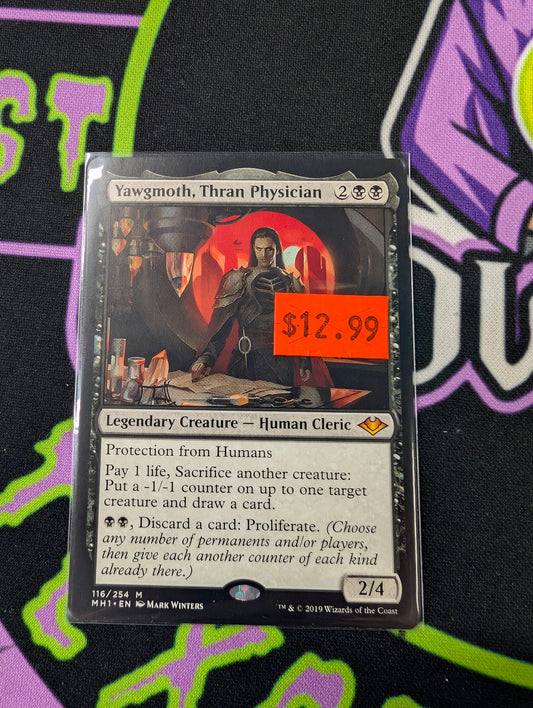 Yawgmoth, Thran Physician 2
$12.99
Legendary Creature — Human Cleric
Protection from Humans
Pay 1 life, Sacrifice another creature:
Put a -1/-1 counter on up to one target
creature and draw a card.
, Discard a card: Proliferate. (Choose
any number of permanents and/or players,
then give each another counter of each kind
already there.)
2/4
116/254 M
MH1 • EN Mark Winters
™ & © 2019 Wizards of the Coast